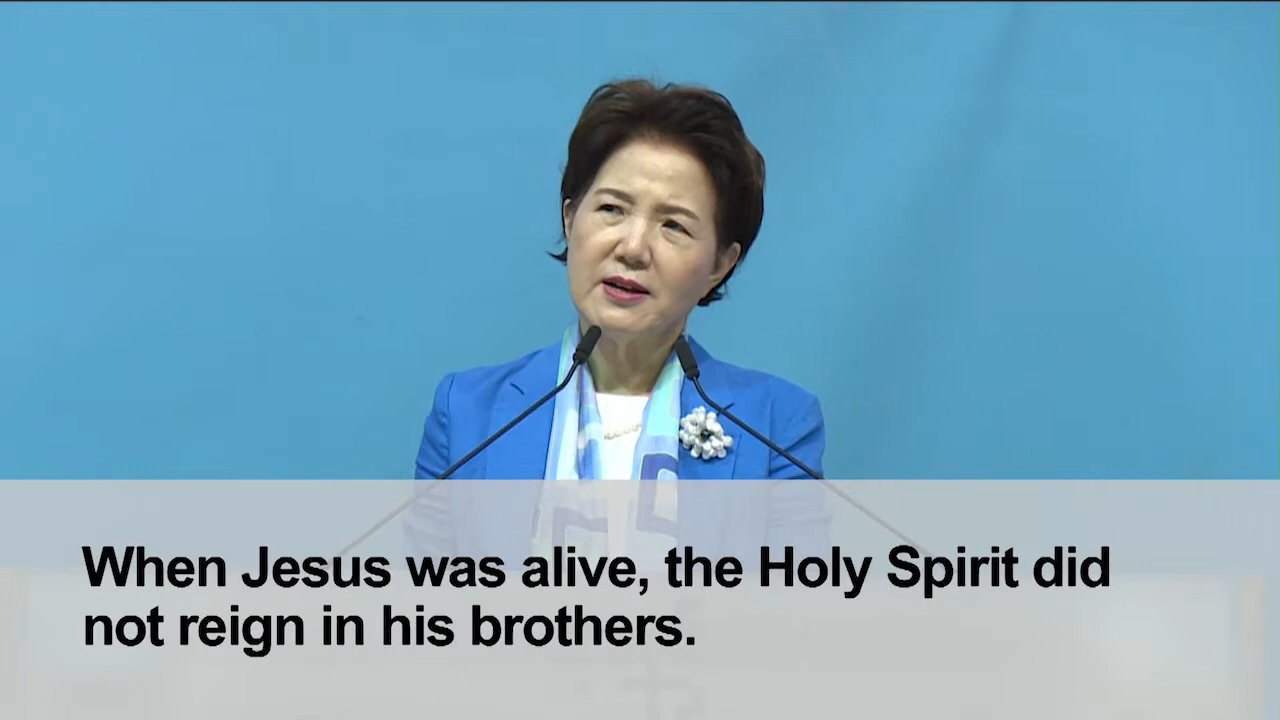 When Jesus was alive, the Holy Spirit did
not reign in his brothers.